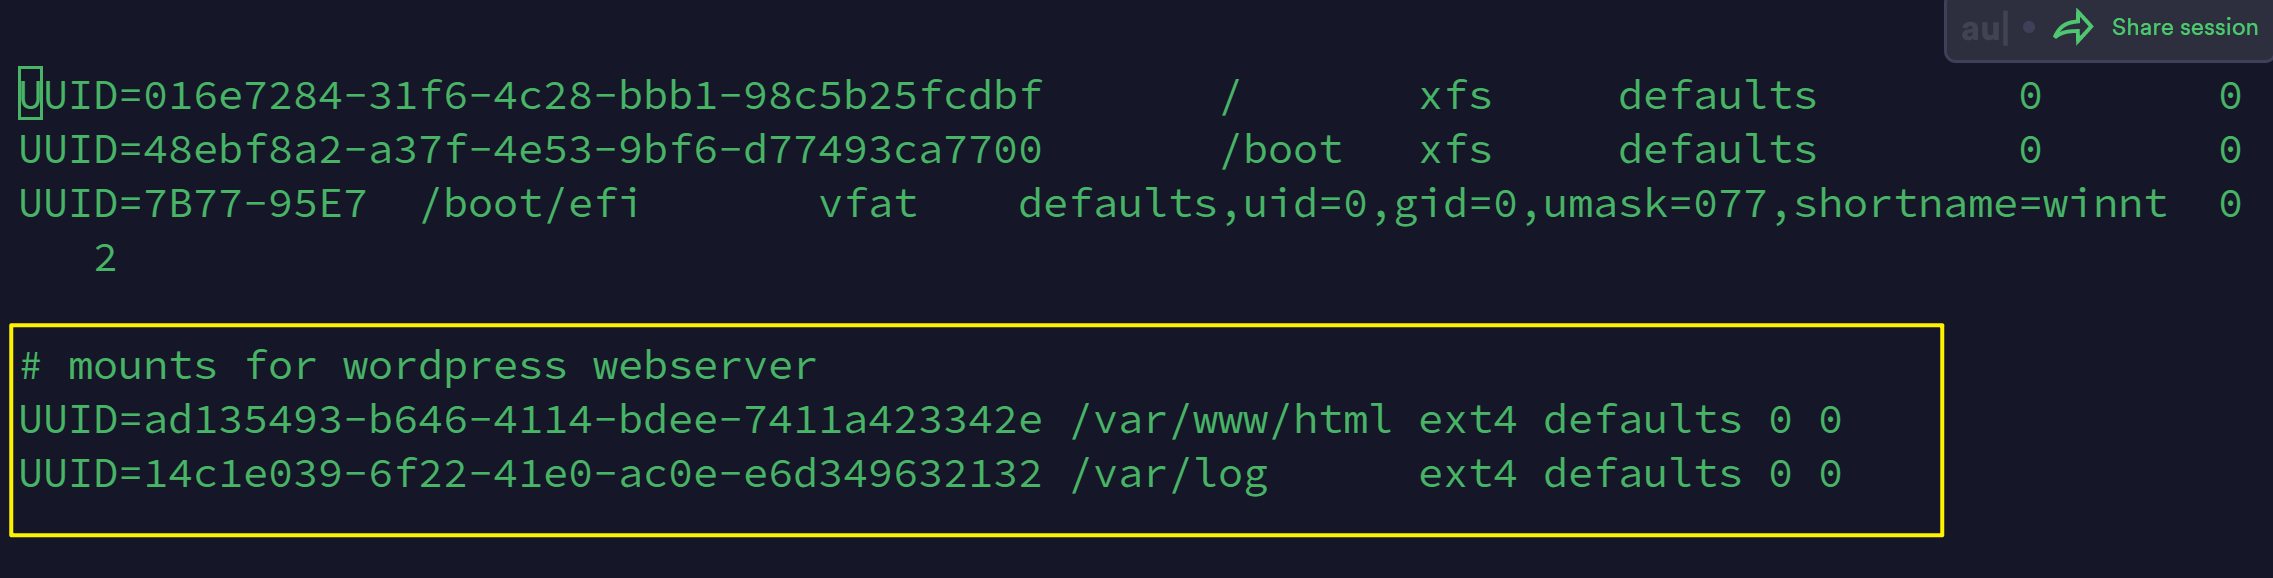 au
Share session
UUID=016e7284-31f6-4c28-bbb1-98c5b25fcdbf / xfs defaults 0 0
UUID=48ebf8a2-a37f-4e53-9bf6-d77493ca7700 /boot xfs defaults 0 0
UUID=7B77-95E7 /boot/efi vfat defaults,uid=0,gid=0,umask=077,shortname=winnt 0
2
# mounts for wordpress webserver
UUID=ad135493-b646-4114-bdee-7411a423342e /var/www/html ext4 defaults 0 0
UUID=14c1e039-6f22-41e0-ac0e-e6d349632132 /var/log ext4 defaults 0 0